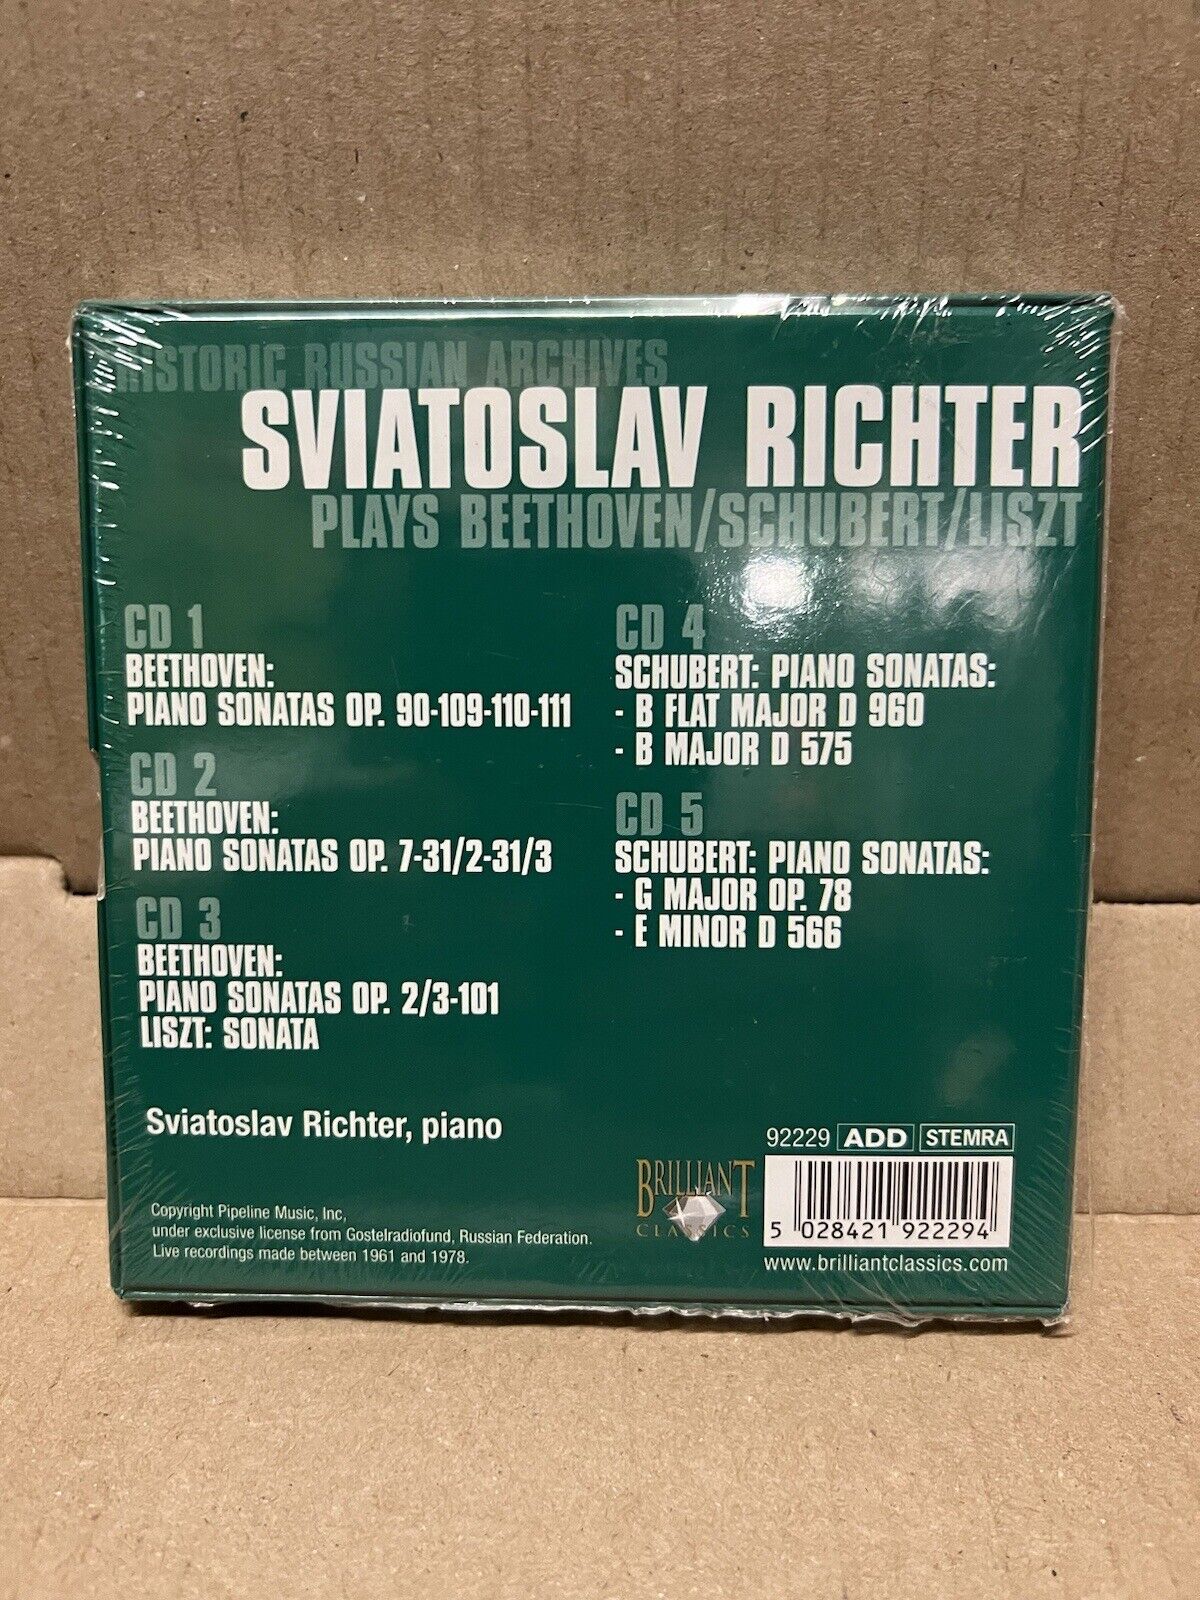 HISTORIC RUSSIAN ARCHIVES
SVIATOSLAV RICHTER
PLAYS BEETHOVEN/SCHUBERT/LISZT
CD 1
BEETHOVEN:
PIANO SONATAS OP. 90-109-110-111
CD 2
BEETHOVEN:
PIANO SONATAS OP. 7-31/2-31/3
CD 3
BEETHOVEN:
PIANO SONATAS OP. 2/3-101
LISZT: SONATA
CD 4
SCHUBERT: PIANO SONATAS:
- B FLAT MAJOR D 960
- B MAJOR D 575
CD 5
SCHUBERT: PIANO SONATAS:
- G MAJOR OP. 78
- E MINOR D 566
Sviatoslav Richter, piano
Copyright Pipeline Music, Inc,
under exclusive license from Gostelradiofund, Russian Federation.
Live recordings made between 1961 and 1978.
BRILLIANT
CLASSICS
92229 ADD STEMRA
5 028421 922294
www.brilliantclassics.com